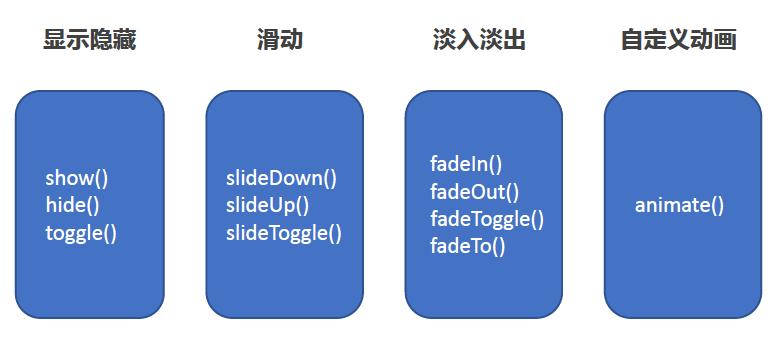 显示隐藏
滑动
淡入淡出
自定义动画
show()
hide()
toggle()
slideDown()
slideUp()
slideToggle()
fadeIn()
fadeOut()
fadeToggle()
fadeTo()
animate()